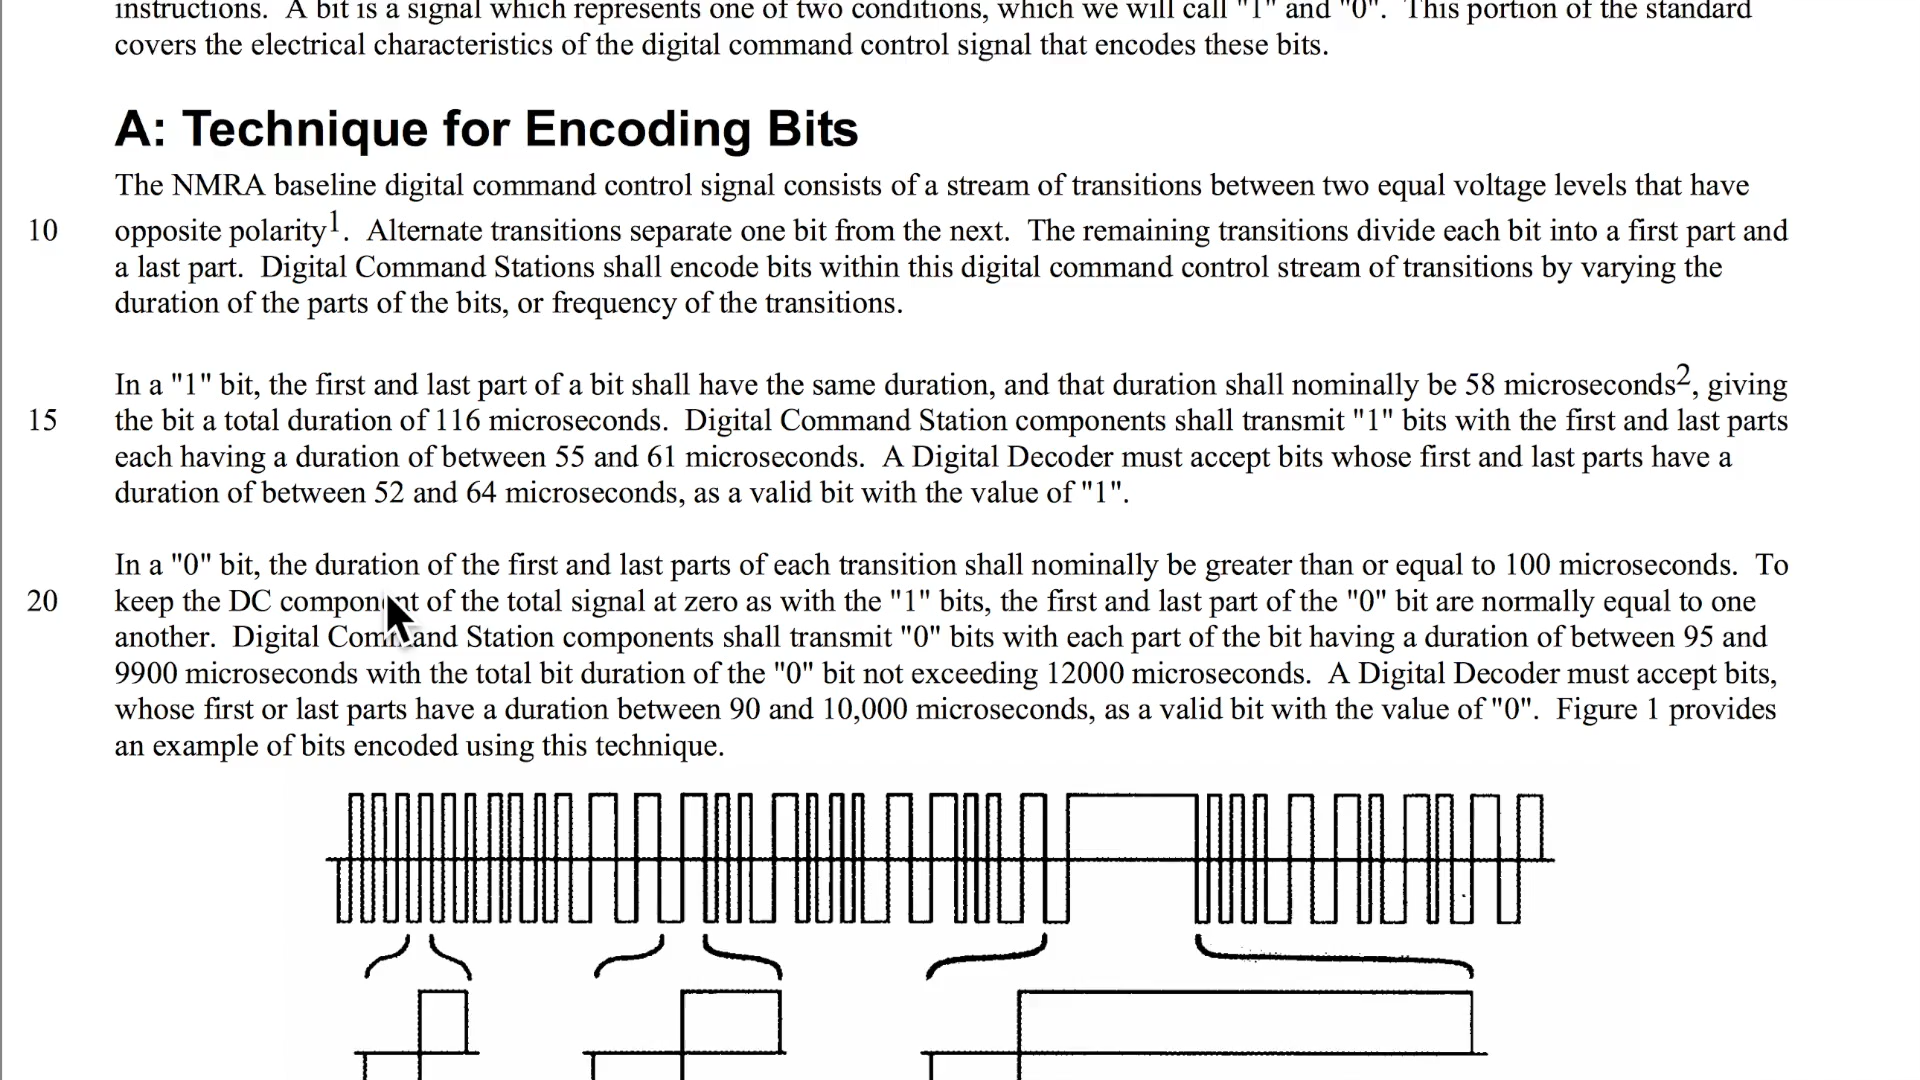 instructions.  A bit is a signal which represents one of two conditions, which we will call "1" and "0".  This portion of the standard
covers the electrical characteristics of the digital command control signal that encodes these bits.
A: Technique for Encoding Bits
The NMRA baseline digital command control signal consists of a stream of transitions between two equal voltage levels that have
10 opposite polarity1.  Alternate transitions separate one bit from the next.  The remaining transitions divide each bit into a first part and
a last part.  Digital Command Stations shall encode bits within this digital command control stream of transitions by varying the
duration of the parts of the bits, or frequency of the transitions.
In a "1" bit, the first and last part of a bit shall have the same duration, and that duration shall nominally be 58 microseconds2, giving
15 the bit a total duration of 116 microseconds.  Digital Command Station components shall transmit "1" bits with the first and last parts
each having a duration of between 55 and 61 microseconds.  A Digital Decoder must accept bits whose first and last parts have a
duration of between 52 and 64 microseconds, as a valid bit with the value of "1".
In a "0" bit, the duration of the first and last parts of each transition shall nominally be greater than or equal to 100 microseconds.  To
20 keep the DC component of the total signal at zero as with the "1" bits, the first and last part of the "0" bit are normally equal to one
another.  Digital Command Station components shall transmit "0" bits with each part of the bit having a duration of between 95 and
9900 microseconds with the total bit duration of the "0" bit not exceeding 12000 microseconds.  A Digital Decoder must accept bits,
whose first or last parts have a duration between 90 and 10,000 microseconds, as a valid bit with the value of "0".  Figure 1 provides
an example of bits encoded using this technique.